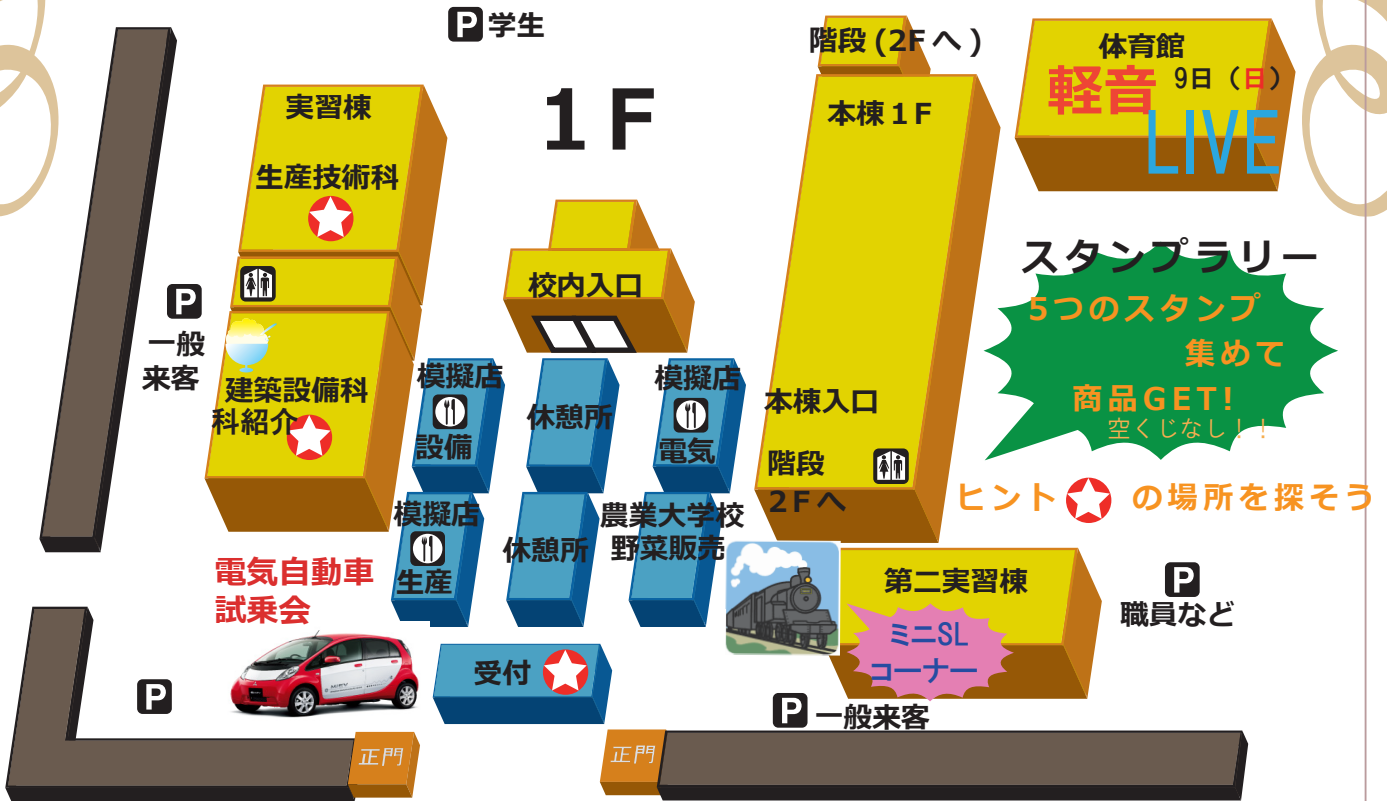 P 学生
階段 (2F へ )
体育館
軽音 9日（日）
LIVE
1F
実習棟
生産技術科
本棟１F
スタンプラリー
5つのスタンプ
集めて
商品GET!
空くじなし！！
ヒント の場所を探そう
校内入口
P
一般
来客
建築設備科
科紹介
模擬店
設備
休憩所
模擬店
電気
本棟入口
階段
2F へ
模擬店
生産
休憩所
農業大学校
野菜販売
電気自動車
試乗会
第二実習棟
ミニSL
コーナー
P
職員など
受付
P
P 一般来客
正門
正門